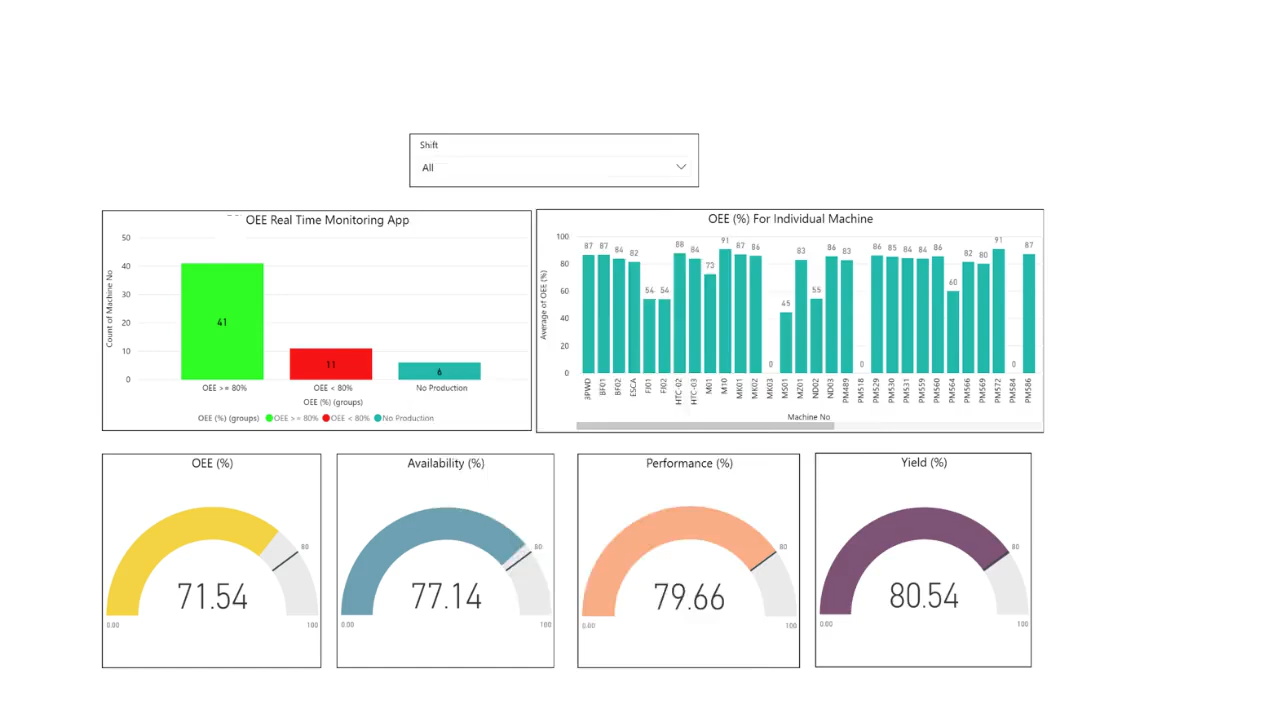 Shift
All
OEE Real Time Monitoring App
50
40
30
20
10
0
Count of Machine No
41
11
6
OEE >= 80%
OEE < 80%
No Production
OEE (%) (groups)
OEE (%) (groups) OEE >= 80% OEE < 80% No Production
OEE (%) For Individual Machine
100
80
60
40
20
0
Average of OEE (%)
87 87 84 82 54 54 88 84 73 91 87 86 0 45 83 55 86 83 0 86 85 84 84 86 60 82 80 91 0 87
3PWD BF01 BF02 ESCA FJ01 FJ02 HTC-02 HTC-03 M01 M10 MK01 MK02 MK03 MS01 MZ01 ND02 ND03 PM489 PM518 PM529 PM530 PM531 PM559 PM560 PM564 PM566 PM569 PM572 PM584 PM586
Machine No
OEE (%)
80
71.54
0.00
100
Availability (%)
80
77.14
0.00
100
Performance (%)
80
79.66
0.00
100
Yield (%)
80
80.54
0.00
100